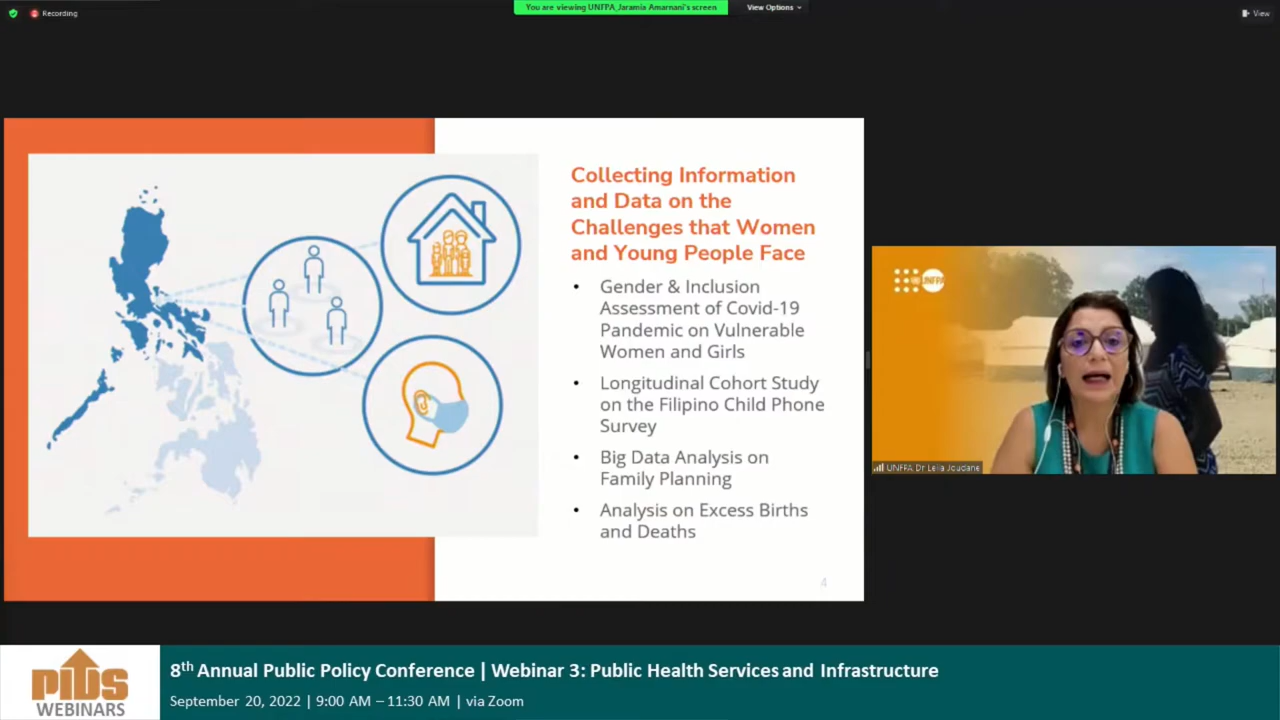 Recording
You are viewing UNFPA_Jaramia Amarnani's screen
View Options
View
Collecting Information
and Data on the
Challenges that Women
and Young People Face
• Gender & Inclusion
Assessment of Covid-19
Pandemic on Vulnerable
Women and Girls
• Longitudinal Cohort Study
on the Filipino Child Phone
Survey
• Big Data Analysis on
Family Planning
• Analysis on Excess Births
and Deaths
4
UNFPA
UNFPA Dr Leila Joudane
PIDS
WEBINARS
8th Annual Public Policy Conference | Webinar 3: Public Health Services and Infrastructure
September 20, 2022 | 9:00 AM – 11:30 AM | via Zoom